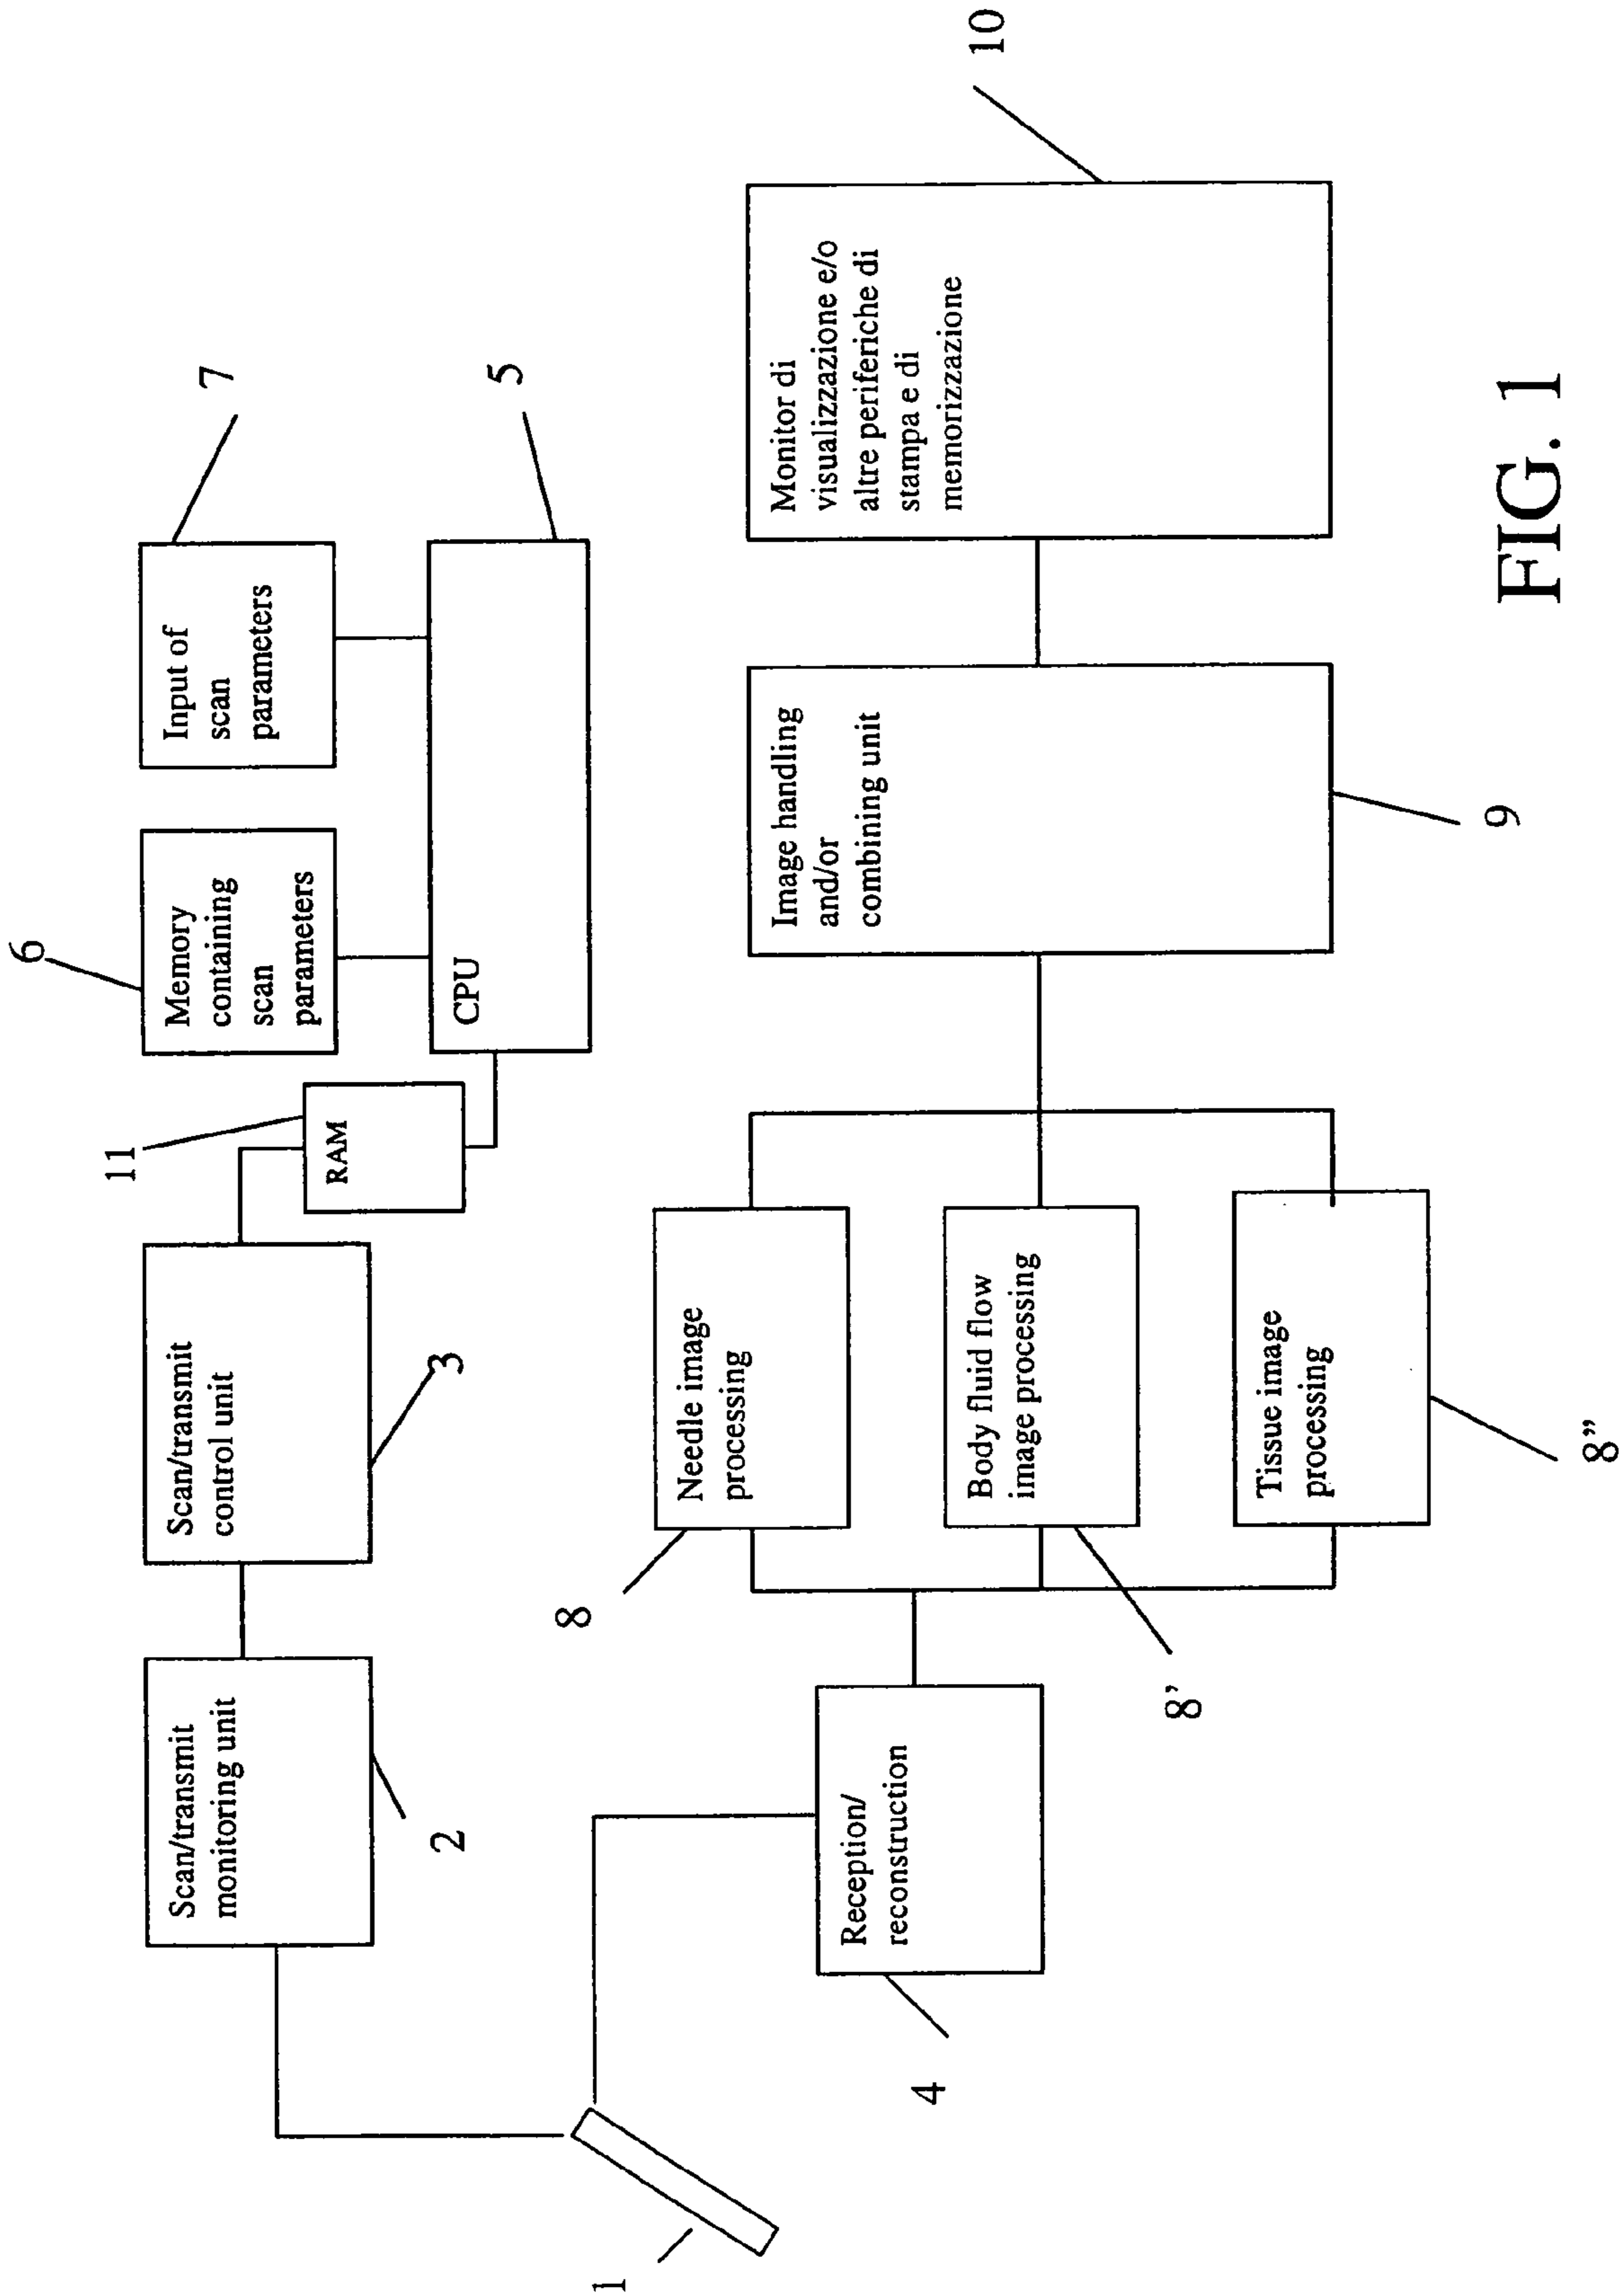 6
7
Memory
containing
scan
parameters
Input of
scan
parameters
11
RAM
CPU
5
Scan/transmit
monitoring unit
2
Scan/transmit
control unit
3
1
Reception/
reconstruction
4
8
Needle image
processing
Body fluid flow
image processing
8’
Tissue image
processing
8”
Image handling
and/or
combining unit
9
Monitor di
visualizzazione e/o
altre periferiche di
stampa e di
memorizzazione
10
FIG. 1